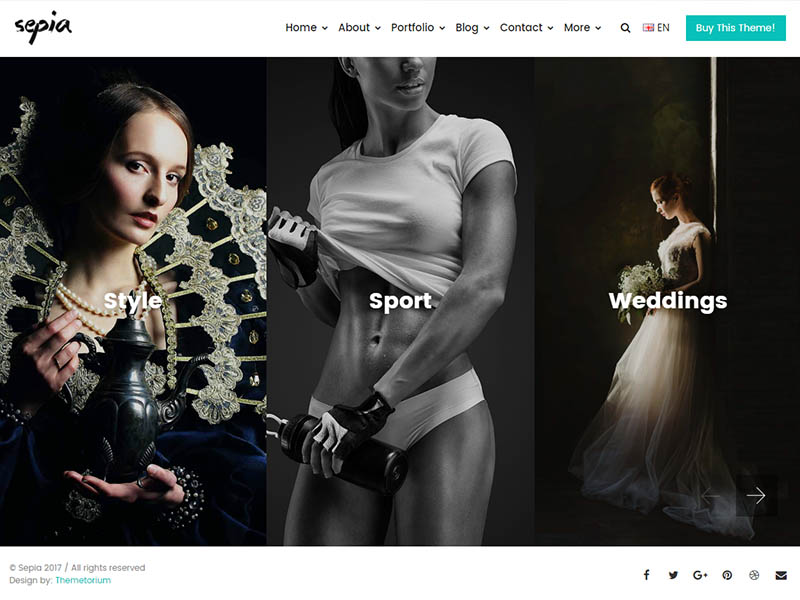 sepia
Home About Portfolio Blog Contact More EN Buy This Theme!
Style Sport Weddings
© Sepia 2017 / All rights reserved
Design by: Themetorium